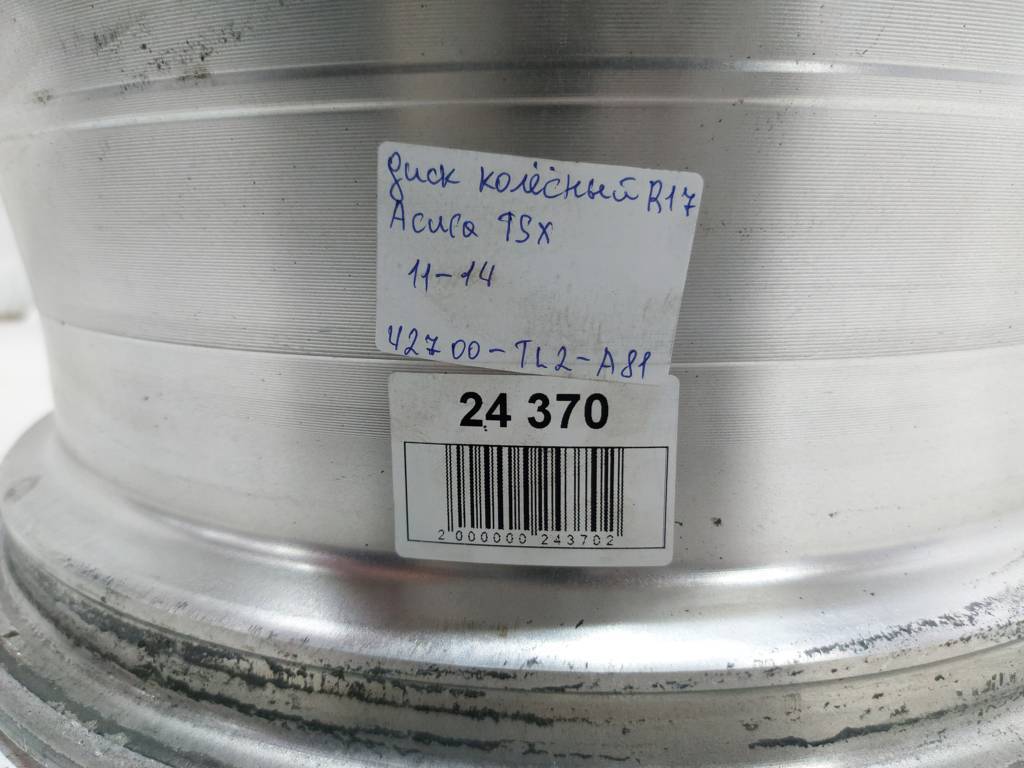 диск колёсный R17
Acura TSX
11-14
42700-TL2-A81
24 370
2 000000 243702